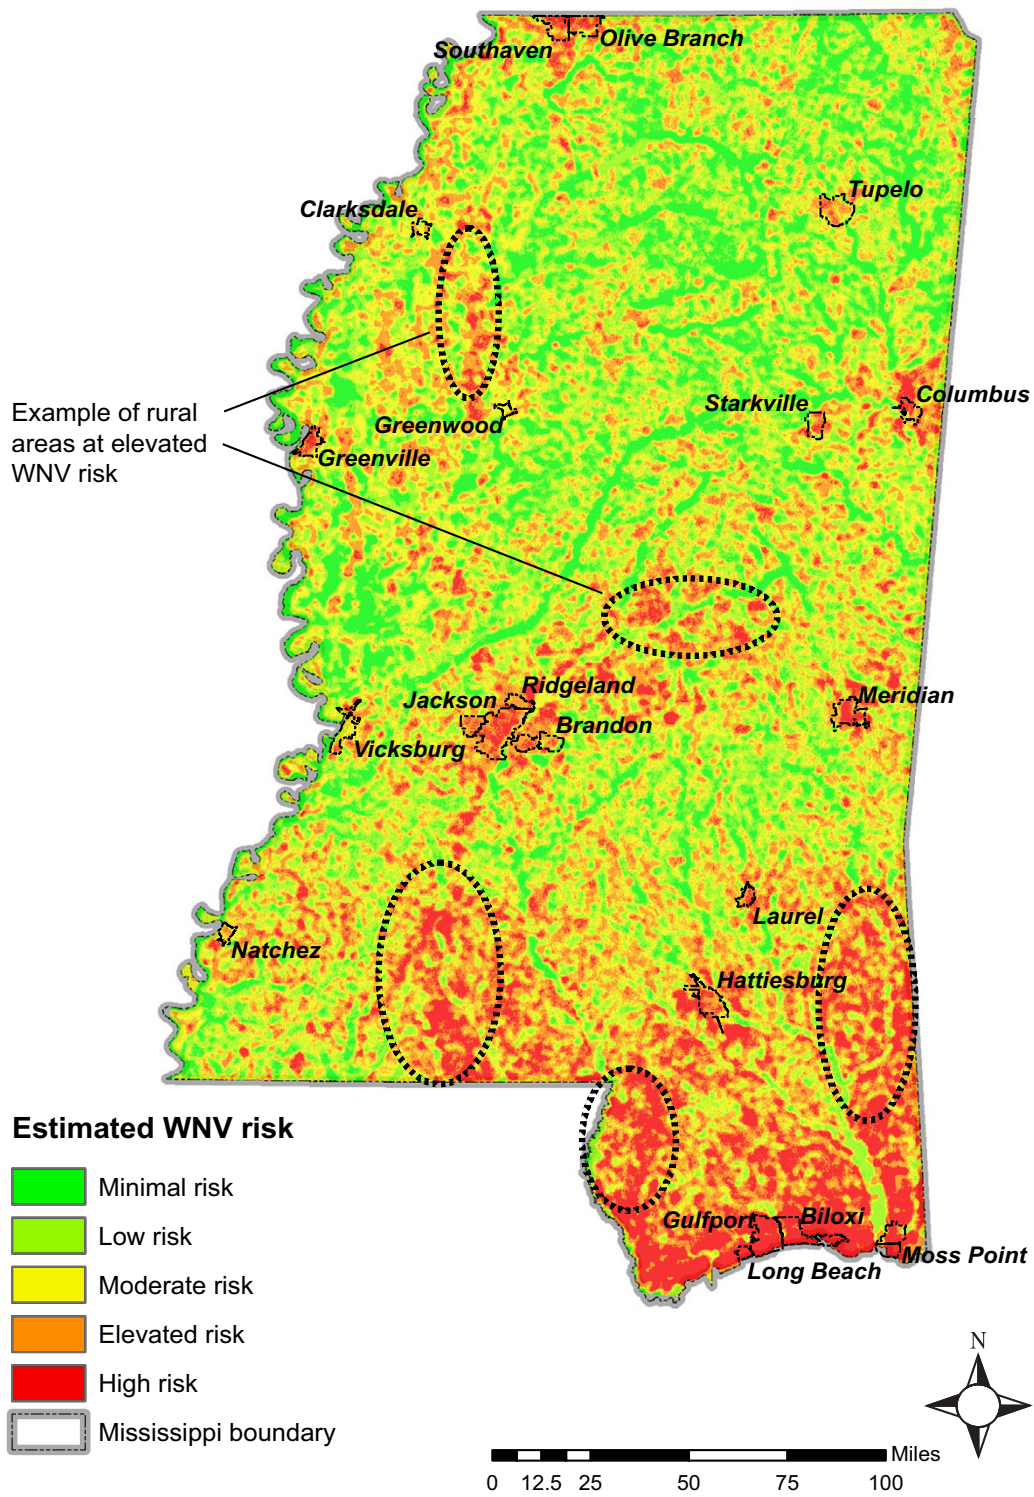 Southaven
Olive Branch
Tupelo
Clarksdale
Example of rural
areas at elevated
WNV risk
Greenwood
Greenville
Starkville
Columbus
Ridgeland
Jackson
Brandon
Vicksburg
Meridian
Laurel
Natchez
Hattiesburg
Gulfport
Biloxi
Long Beach
Moss Point
Estimated WNV risk
Minimal risk
Low risk
Moderate risk
Elevated risk
High risk
Mississippi boundary
N
Miles
0 12.5 25 50 75 100